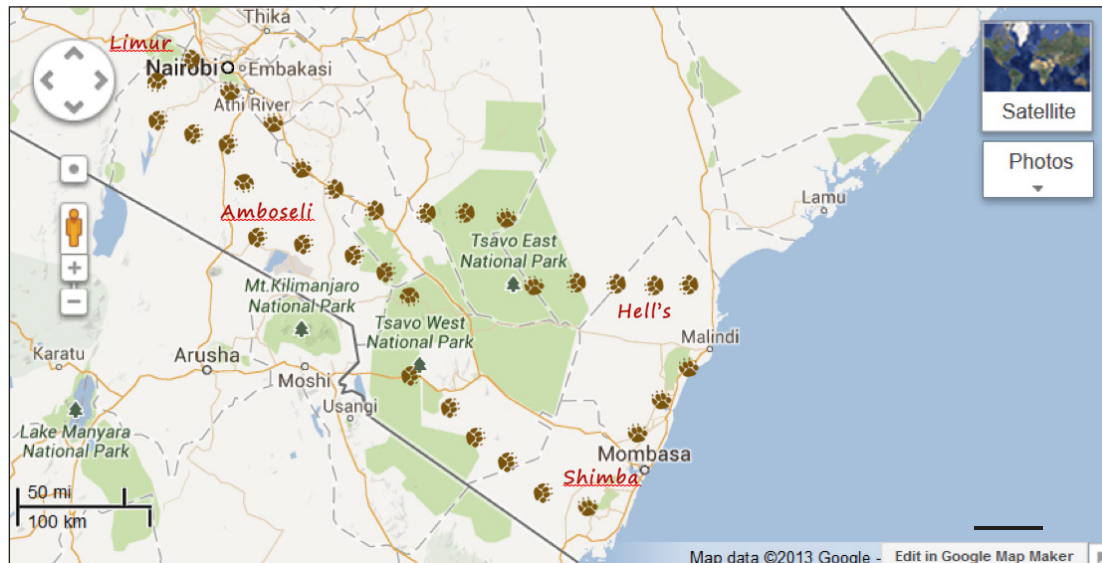 Thika
Limur
Nairobi
Embakasi
Athi River
Satellite
Photos
Lamu
Amboseli
Tsavo East
National Park
Mt.Kilimanjaro
National Park
Hell's
Tsavo West
National Park
Malindi
Karatu
Arusha
Moshi
Usangi
Lake Manyara
National Park
Mombasa
Shimba
50 mi
100 km
Map data ©2013 Google -
Edit in Google Map Maker